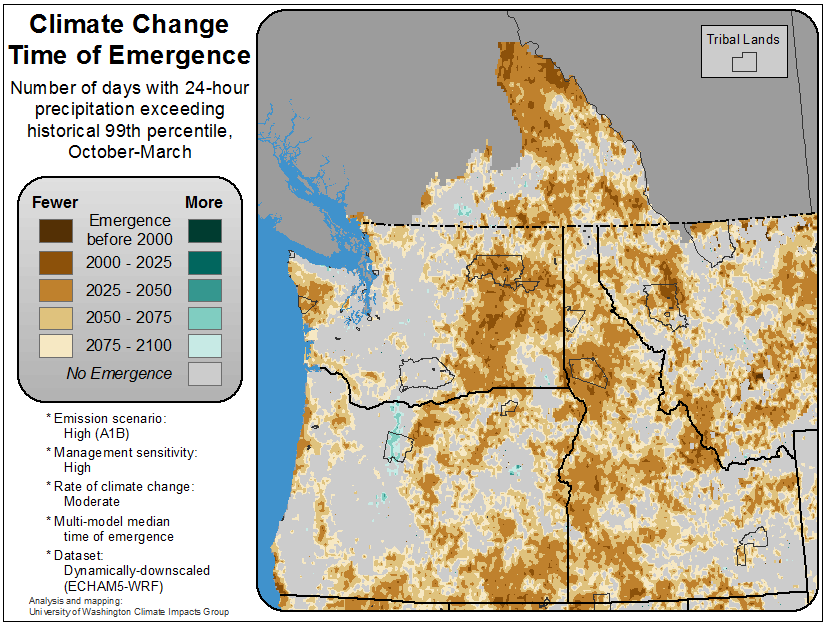 Climate Change
Time of Emergence
Number of days with 24-hour
precipitation exceeding
historical 99th percentile,
October-March
Fewer
More
Emergence
before 2000
2000 - 2025
2025 - 2050
2050 - 2075
2075 - 2100
No Emergence
* Emission scenario:
High (A1B)
* Management sensitivity:
High
* Rate of climate change:
Moderate
* Multi-model median
time of emergence
* Dataset:
Dynamically-downscaled
(ECHAM5-WRF)
Analysis and mapping:
University of Washington Climate Impacts Group
Tribal Lands